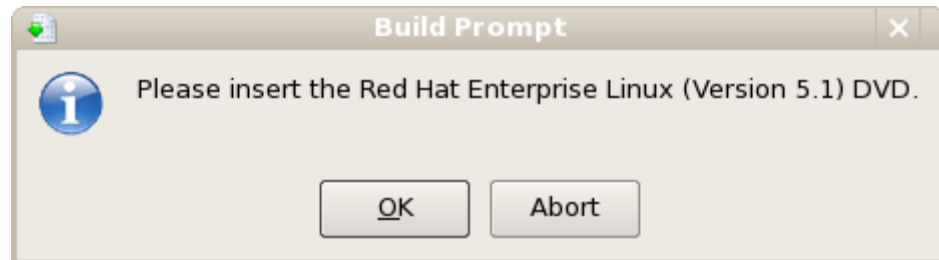 Build Prompt
Please insert the Red Hat Enterprise Linux (Version 5.1) DVD.
OK
Abort